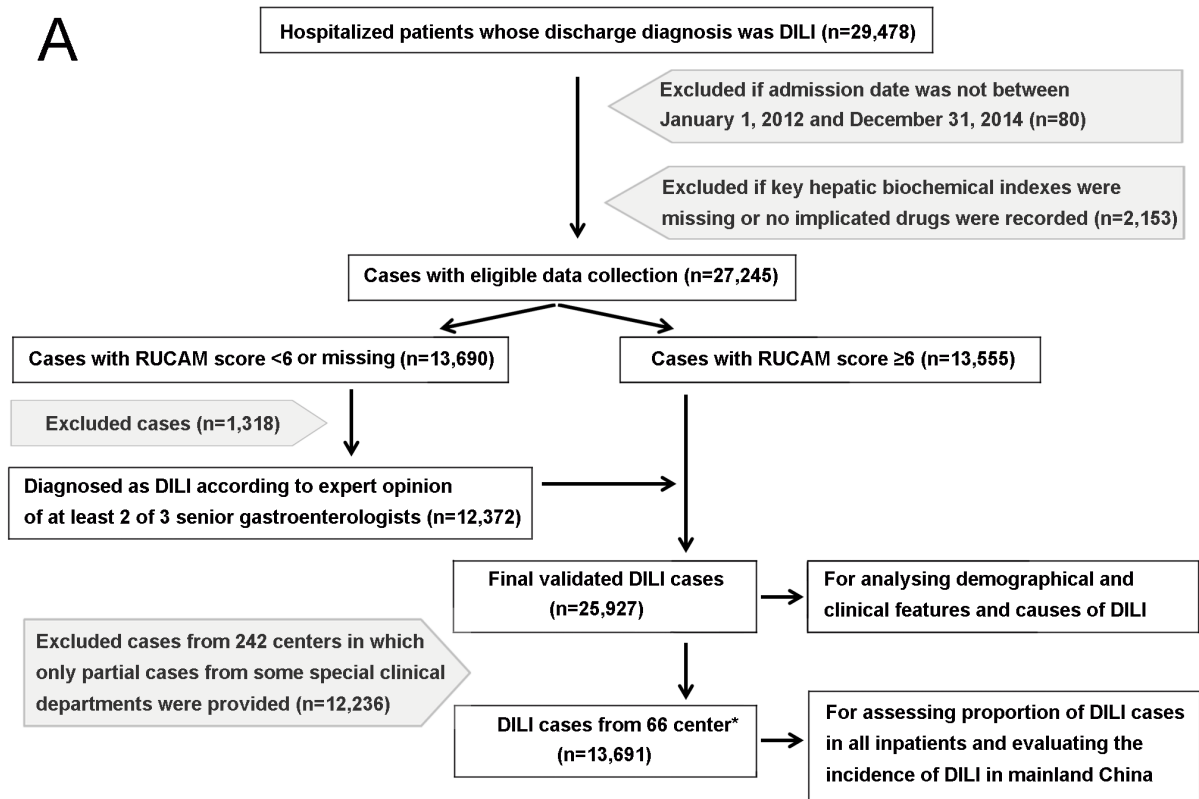 A
Hospitalized patients whose discharge diagnosis was DILI (n=29,478)
Excluded if admission date was not between
January 1, 2012 and December 31, 2014 (n=80)
Excluded if key hepatic biochemical indexes were
missing or no implicated drugs were recorded (n=2,153)
Cases with eligible data collection (n=27,245)
Cases with RUCAM score <6 or missing (n=13,690)
Cases with RUCAM score ≥6 (n=13,555)
Excluded cases (n=1,318)
Diagnosed as DILI according to expert opinion
of at least 2 of 3 senior gastroenterologists (n=12,372)
Final validated DILI cases
(n=25,927)
For analysing demographical and
clinical features and causes of DILI
Excluded cases from 242 centers in which
only partial cases from some special clinical
departments were provided (n=12,236)
DILI cases from 66 center*
(n=13,691)
For assessing proportion of DILI cases
in all inpatients and evaluating the
incidence of DILI in mainland China